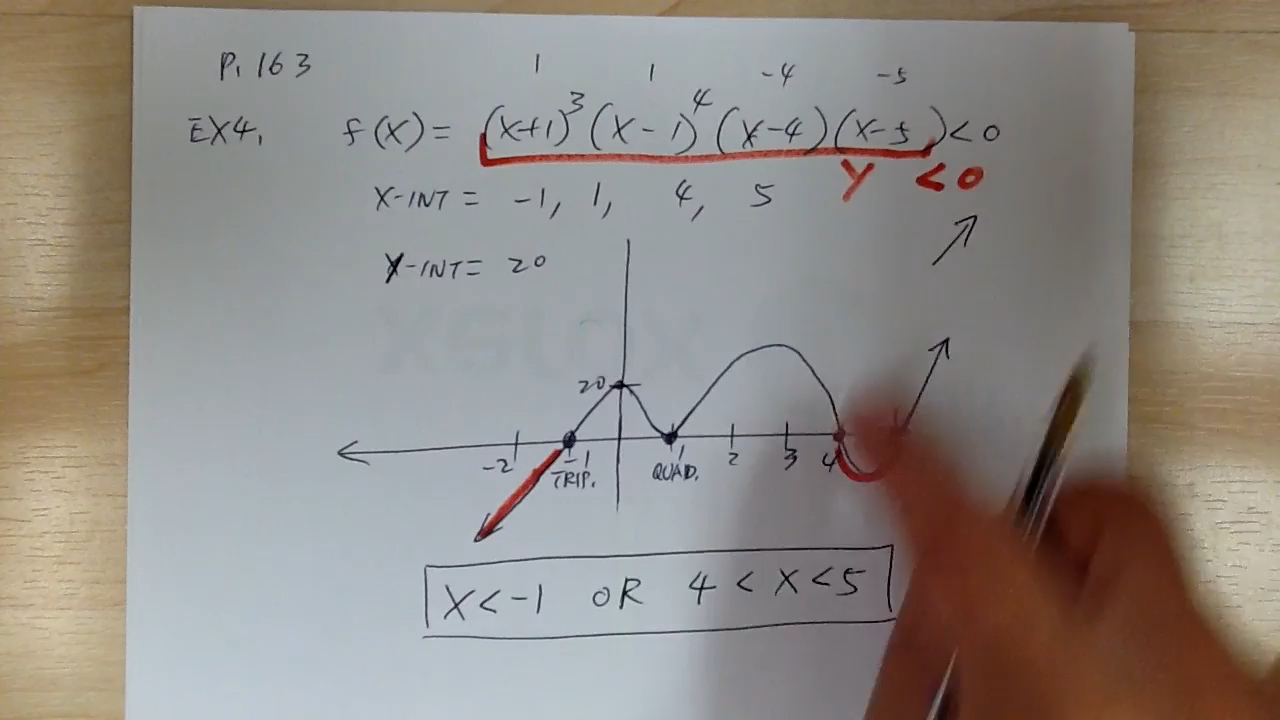 P. 163
1 1 -4 -5
EX4. f(x) = (x+1)³(x-1)⁴(x-4)(x-5)<0
Y <0
X-INT = -1, 1, 4, 5
Y-INT = 20
20
-2 -1 1 2 3 4
TRIP. QUAD.
X<-1 OR 4<X<5